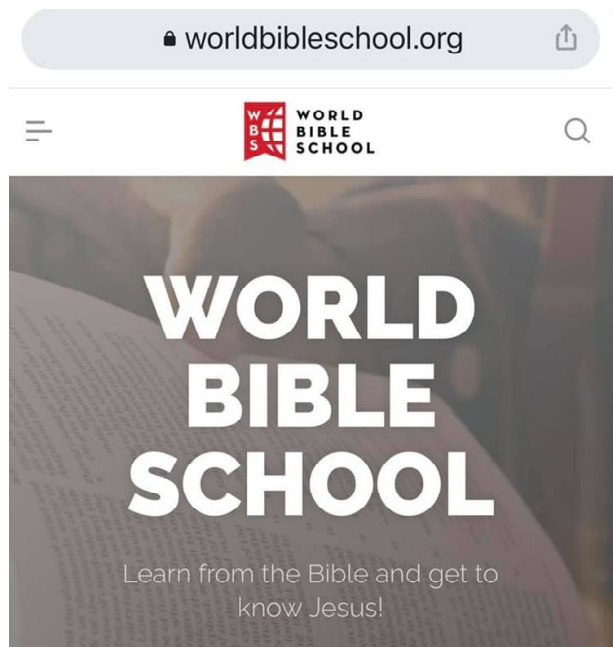 worldbibleschool.org
W B S
WORLD
BIBLE
SCHOOL
WORLD
BIBLE
SCHOOL
Learn from the Bible and get to
know Jesus!